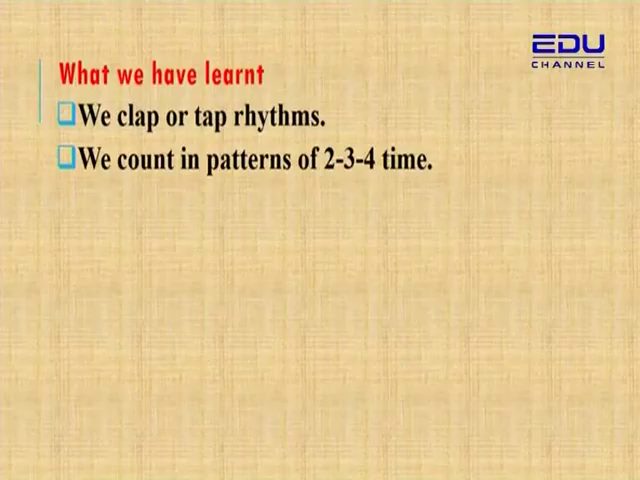 EDU
CHANNEL
What we have learnt
We clap or tap rhythms.
We count in patterns of 2-3-4 time.